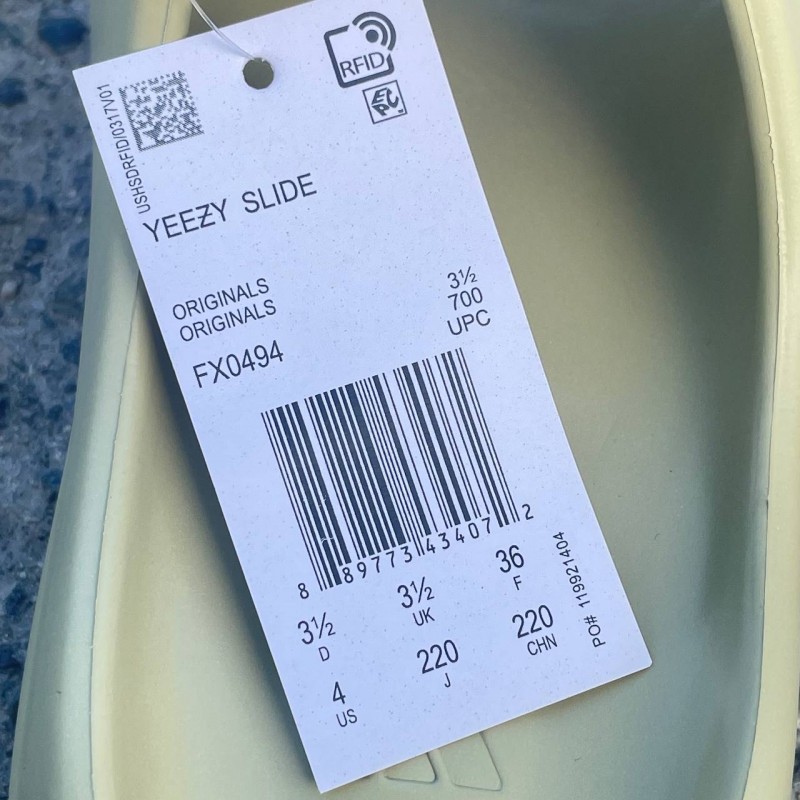 RFID
EPC
USHSDRFID/0317V01
YEEZY SLIDE
ORIGINALS 3½
ORIGINALS 700
FX0494 UPC
8 89773 43407 2
3½ 3½ 36
D UK F
4 220 220
US J CHN
PO# 119921404